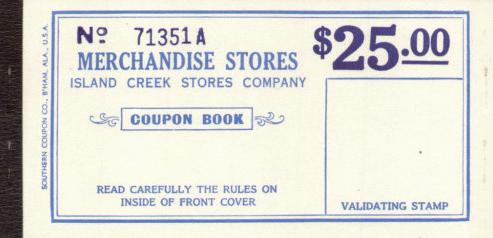 Nº 71351A
MERCHANDISE STORES
ISLAND CREEK STORES COMPANY
COUPON BOOK
READ CAREFULLY THE RULES ON
INSIDE OF FRONT COVER
$25.00
VALIDATING STAMP
SOUTHERN COUPON CO., B'HAM, ALA., U.S.A.